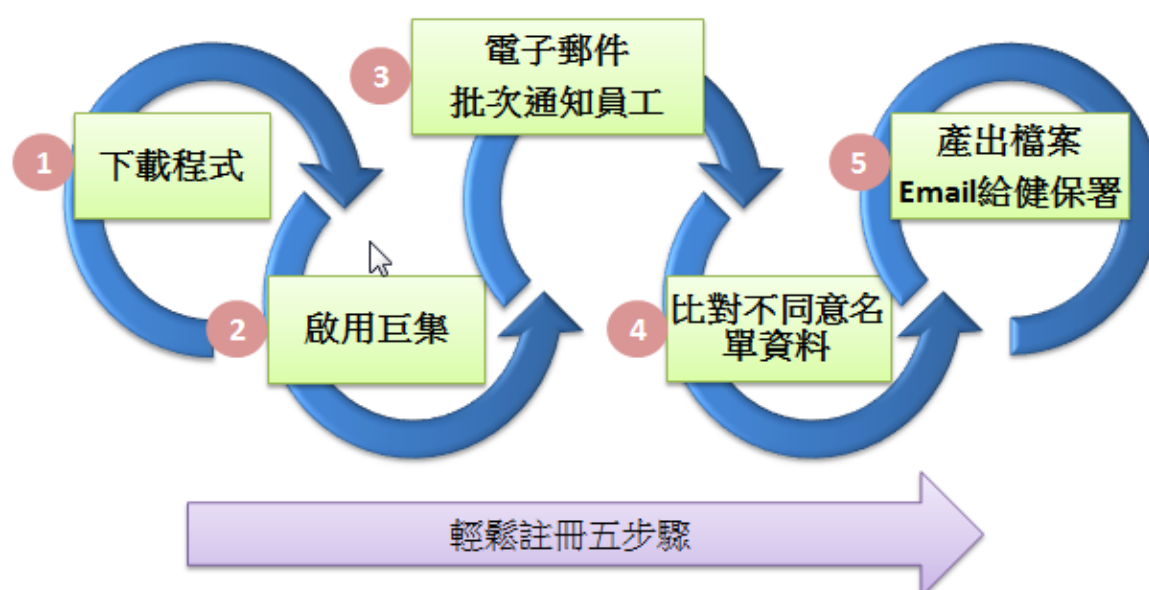 1
下載程式
2
啟用巨集
3
電子郵件
批次通知員工
4
比對不同意名
單資料
5
產出檔案
Email給健保署
輕鬆註冊五步驟